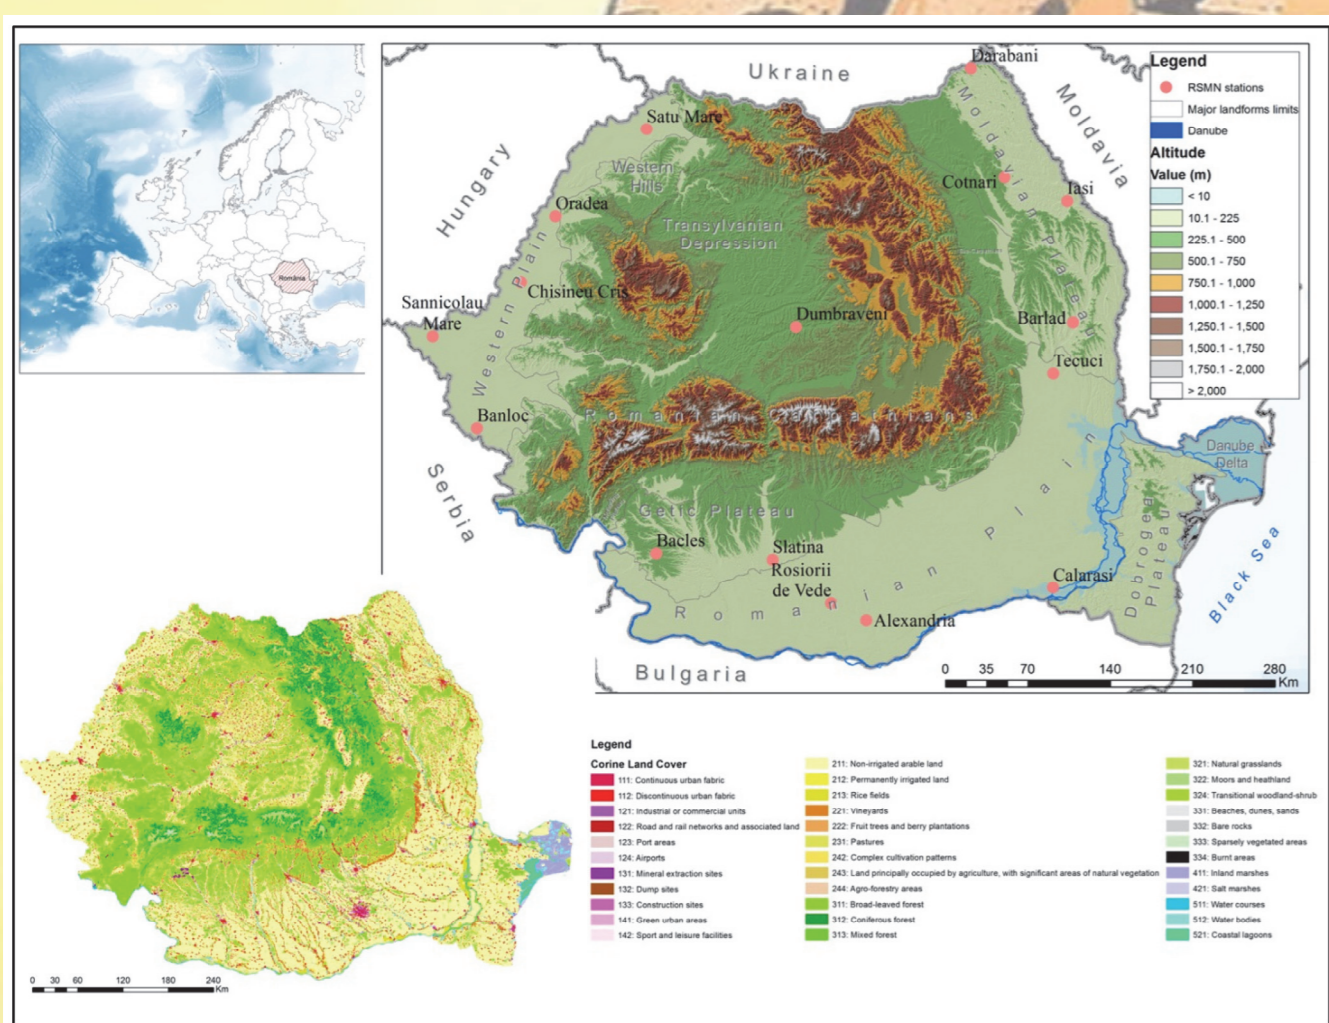 România
Ukraine
Moldavia
Hungary
Serbia
Bulgaria
Black Sea
Darabani
Satu Mare
Western
Hills
Cotnari
Iasi
Oradea
Transylvanian
Depression
Moldavian Plateau
Western Plain
Chisineu Cris
Sannicolau
Mare
Dumbraveni
Barlad
Tecuci
Banloc
Romanian Carpathians
Danube
Delta
Getic Plateau
Bacles
Slatina
Rosiorii
de Vede
Calarasi
Dobrogea
Plateau
Romanian Plain
Alexandria
0 35 70 140 210 280
Km
Legend
RSMN stations
Major landforms limits
Danube
Altitude
Value (m)
< 10
10.1 - 225
225.1 - 500
500.1 - 750
750.1 - 1,000
1,000.1 - 1,250
1,250.1 - 1,500
1,500.1 - 1,750
1,750.1 - 2,000
> 2,000
0 30 60 120 180 240
Km
Legend
Corine Land Cover
111: Continuous urban fabric
112: Discontinuous urban fabric
121: Industrial or commercial units
122: Road and rail networks and associated land
123: Port areas
124: Airports
131: Mineral extraction sites
132: Dump sites
133: Construction sites
141: Green urban areas
142: Sport and leisure facilities
211: Non-irrigated arable land
212: Permanently irrigated land
213: Rice fields
221: Vineyards
222: Fruit trees and berry plantations
231: Pastures
242: Complex cultivation patterns
243: Land principally occupied by agriculture, with significant areas of natural vegetation
244: Agro-forestry areas
311: Broad-leaved forest
312: Coniferous forest
313: Mixed forest
321: Natural grasslands
322: Moors and heathland
324: Transitional woodland-shrub
331: Beaches, dunes, sands
332: Bare rocks
333: Sparsely vegetated areas
334: Burnt areas
411: Inland marshes
421: Salt marshes
511: Water courses
512: Water bodies
521: Coastal lagoons